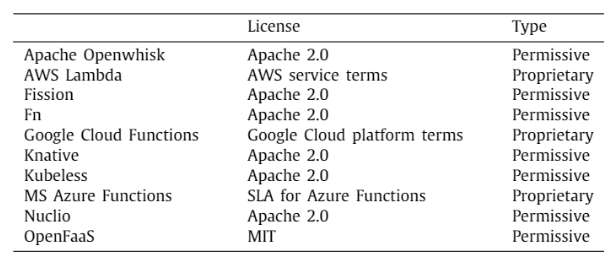 License Type
Apache Openwhisk Apache 2.0 Permissive
AWS Lambda AWS service terms Proprietary
Fission Apache 2.0 Permissive
Fn Apache 2.0 Permissive
Google Cloud Functions Google Cloud platform terms Proprietary
Knative Apache 2.0 Permissive
Kubeless Apache 2.0 Permissive
MS Azure Functions SLA for Azure Functions Proprietary
Nuclio Apache 2.0 Permissive
OpenFaaS MIT Permissive